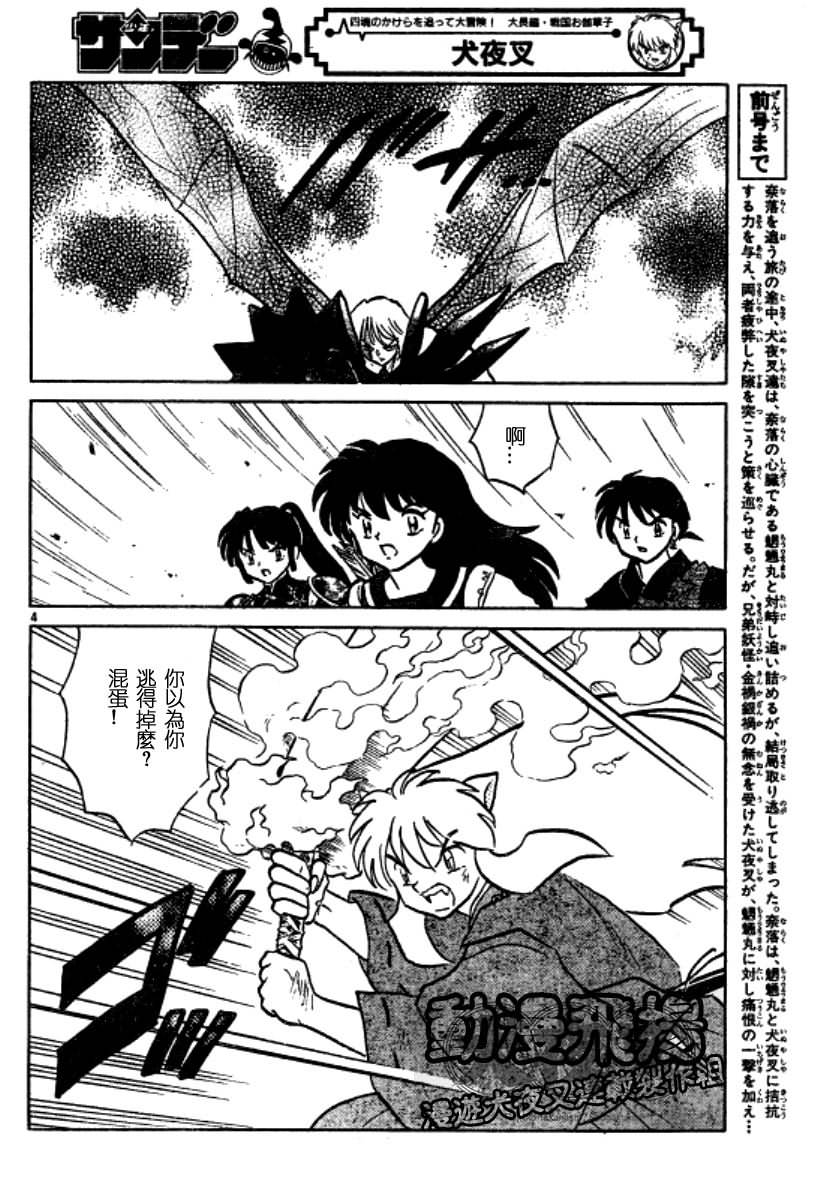 サンデー
四魂のかけらを追って大冒険！　大長編・戦国お伽草子
犬夜叉
前号まで
奈落を追う旅の途中、犬夜叉達は、奈落の心臓である魍魎丸と対峙し追い詰めるが、結局取り逃してしまった。奈落は、魍魎丸と犬夜叉に拮抗
する力を与え、両者疲弊した隙を突こうと策を巡らせる。だが、兄弟妖怪・金禍銀禍の無念を受けた犬夜叉が、魍魎丸に対し痛恨の一撃を加え…
啊…
4
你以為你
逃得掉麼？
混蛋！
動漫飛揚
漫遊犬夜叉連載製作組